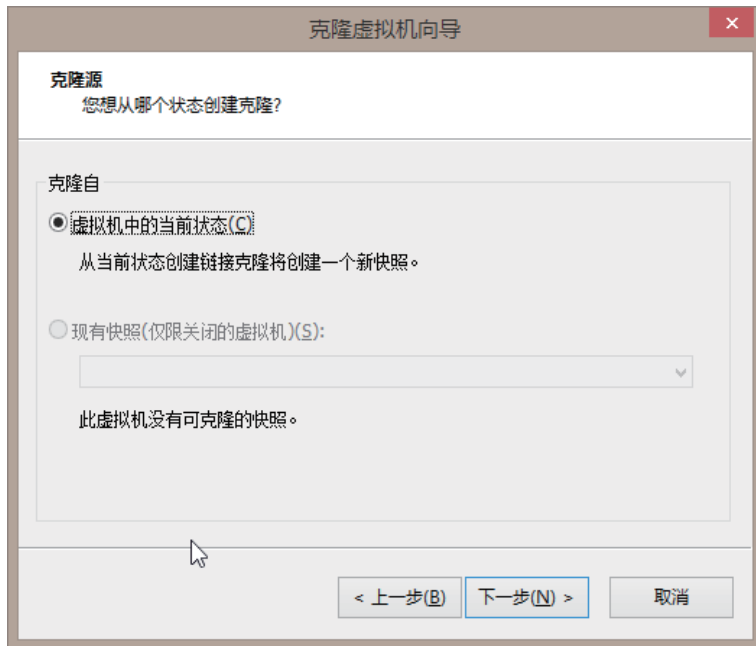 克隆虚拟机向导
克隆源
您想从哪个状态创建克隆?
克隆自
虚拟机中的当前状态(C)
从当前状态创建链接克隆将创建一个新快照。
现有快照(仅限关闭的虚拟机)(S):
此虚拟机没有可克隆的快照。
< 上一步(B) 下一步(N) > 取消